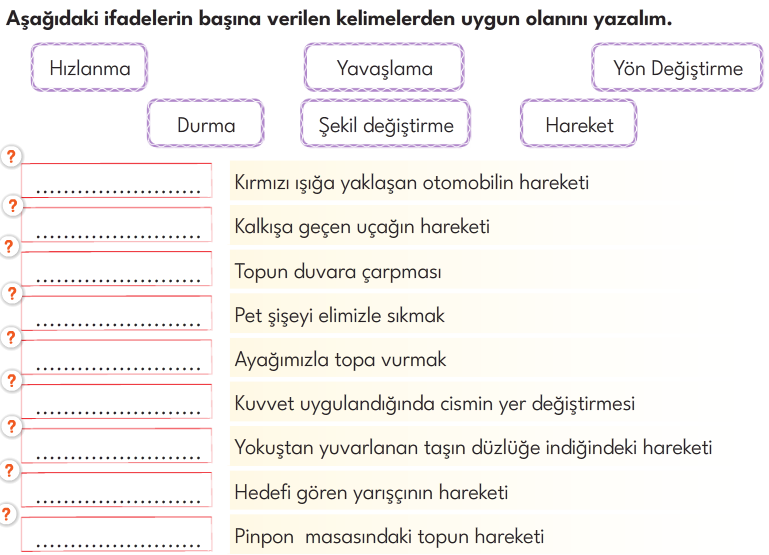 Aşağıdaki ifadelerin başına verilen kelimelerden uygun olanını yazalım.
Hızlanma Yavaşlama Yön Değiştirme
Durma Şekil değiştirme Hareket
? ........................ Kırmızı ışığa yaklaşan otomobilin hareketi
? ........................ Kalkışa geçen uçağın hareketi
? ........................ Topun duvara çarpması
? ........................ Pet şişeyi elimizle sıkmak
? ........................ Ayağımızla topa vurmak
? ........................ Kuvvet uygulandığında cismin yer değiştirmesi
? ........................ Yokuştan yuvarlanan taşın düzlüğe indiğindeki hareketi
? ........................ Hedefi gören yarışçının hareketi
? ........................ Pinpon masasındaki topun hareketi